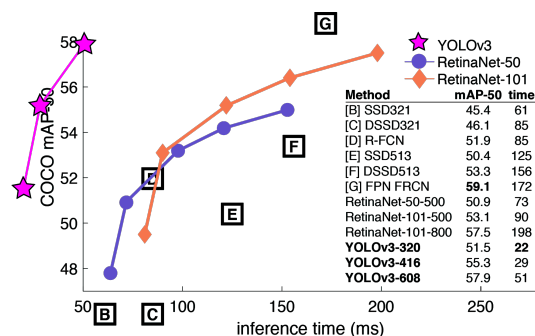 COCO mAP-50
58
56
54
52
50
48
50
100
150
200
250
inference time (ms)
B
C
D
E
F
G
YOLOv3
RetinaNet-50
RetinaNet-101
Method mAP-50 time
[B] SSD321 45.4 61
[C] DSSD321 46.1 85
[D] R-FCN 51.9 85
[E] SSD513 50.4 125
[F] DSSD513 53.3 156
[G] FPN FRCN 59.1 172
RetinaNet-50-500 50.9 73
RetinaNet-101-500 53.1 90
RetinaNet-101-800 57.5 198
YOLOv3-320 51.5 22
YOLOv3-416 55.3 29
YOLOv3-608 57.9 51